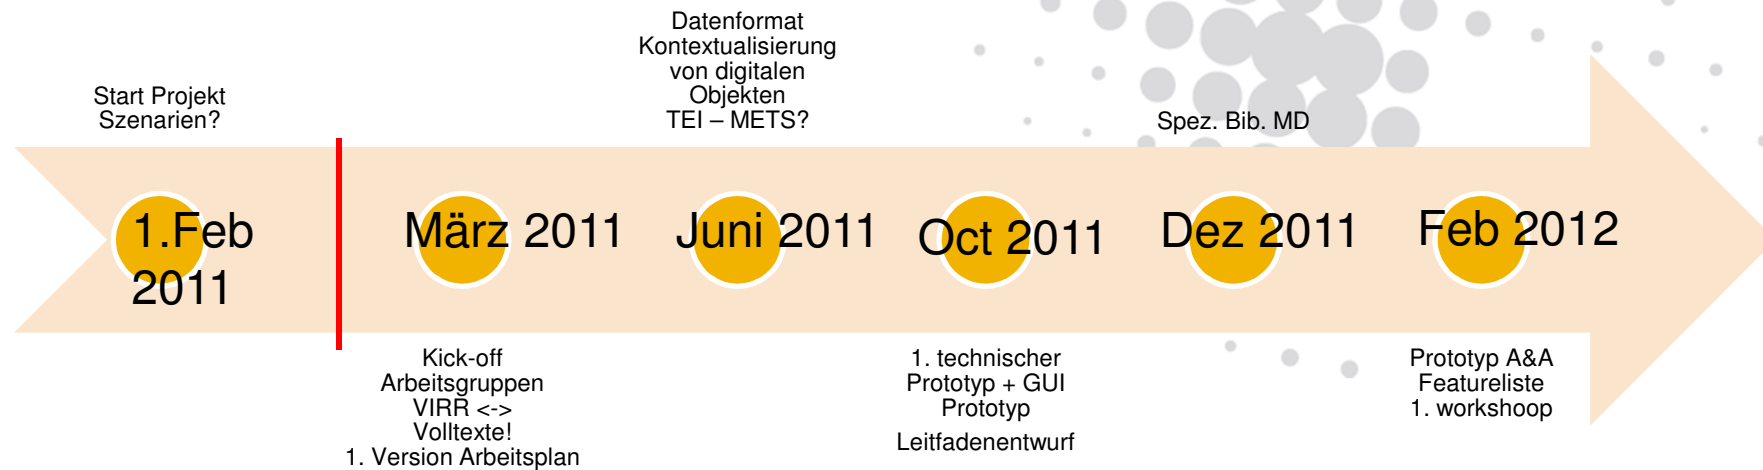 Start Projekt
Szenarien?
1.Feb
2011
März 2011
Kick-off
Arbeitsgruppen
VIRR <->
Volltexte!
1. Version Arbeitsplan
Datenformat
Kontextualisierung
von digitalen
Objekten
TEI – METS?
Juni 2011
Oct 2011
1. technischer
Prototyp + GUI
Prototyp
Leitfadenentwurf
Spez. Bib. MD
Dez 2011
Feb 2012
Prototyp A&A
Featureliste
1. workshoop